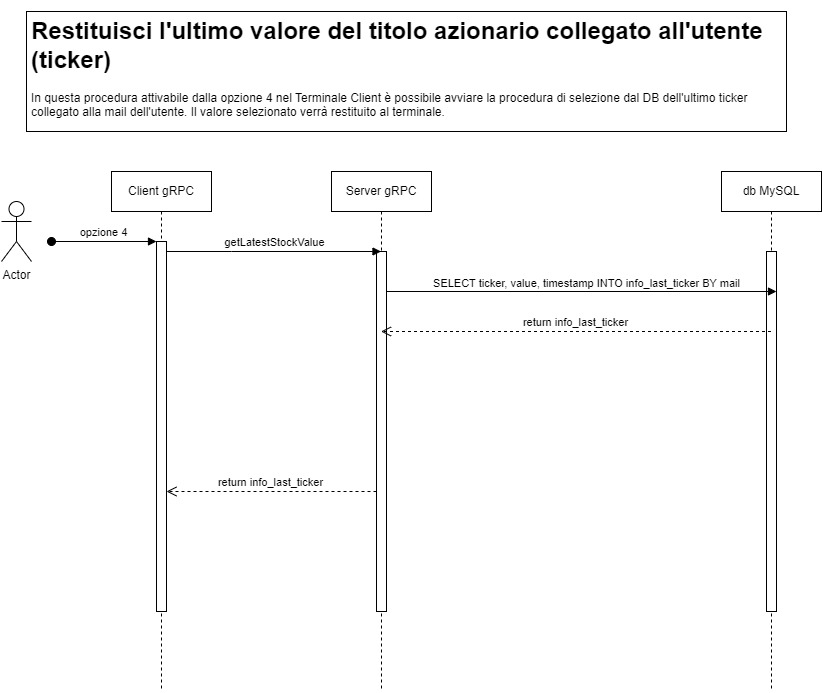 Restituisci l'ultimo valore del titolo azionario collegato all'utente
(ticker)
In questa procedura attivabile dalla opzione 4 nel Terminale Client è possibile avviare la procedura di selezione dal DB dell'ultimo ticker
collegato alla mail dell'utente. Il valore selezionato verrà restituito al terminale.
Client gRPC
Server gRPC
db MySQL
Actor
opzione 4
getLatestStockValue
SELECT ticker, value, timestamp INTO info_last_ticker BY mail
return info_last_ticker
return info_last_ticker